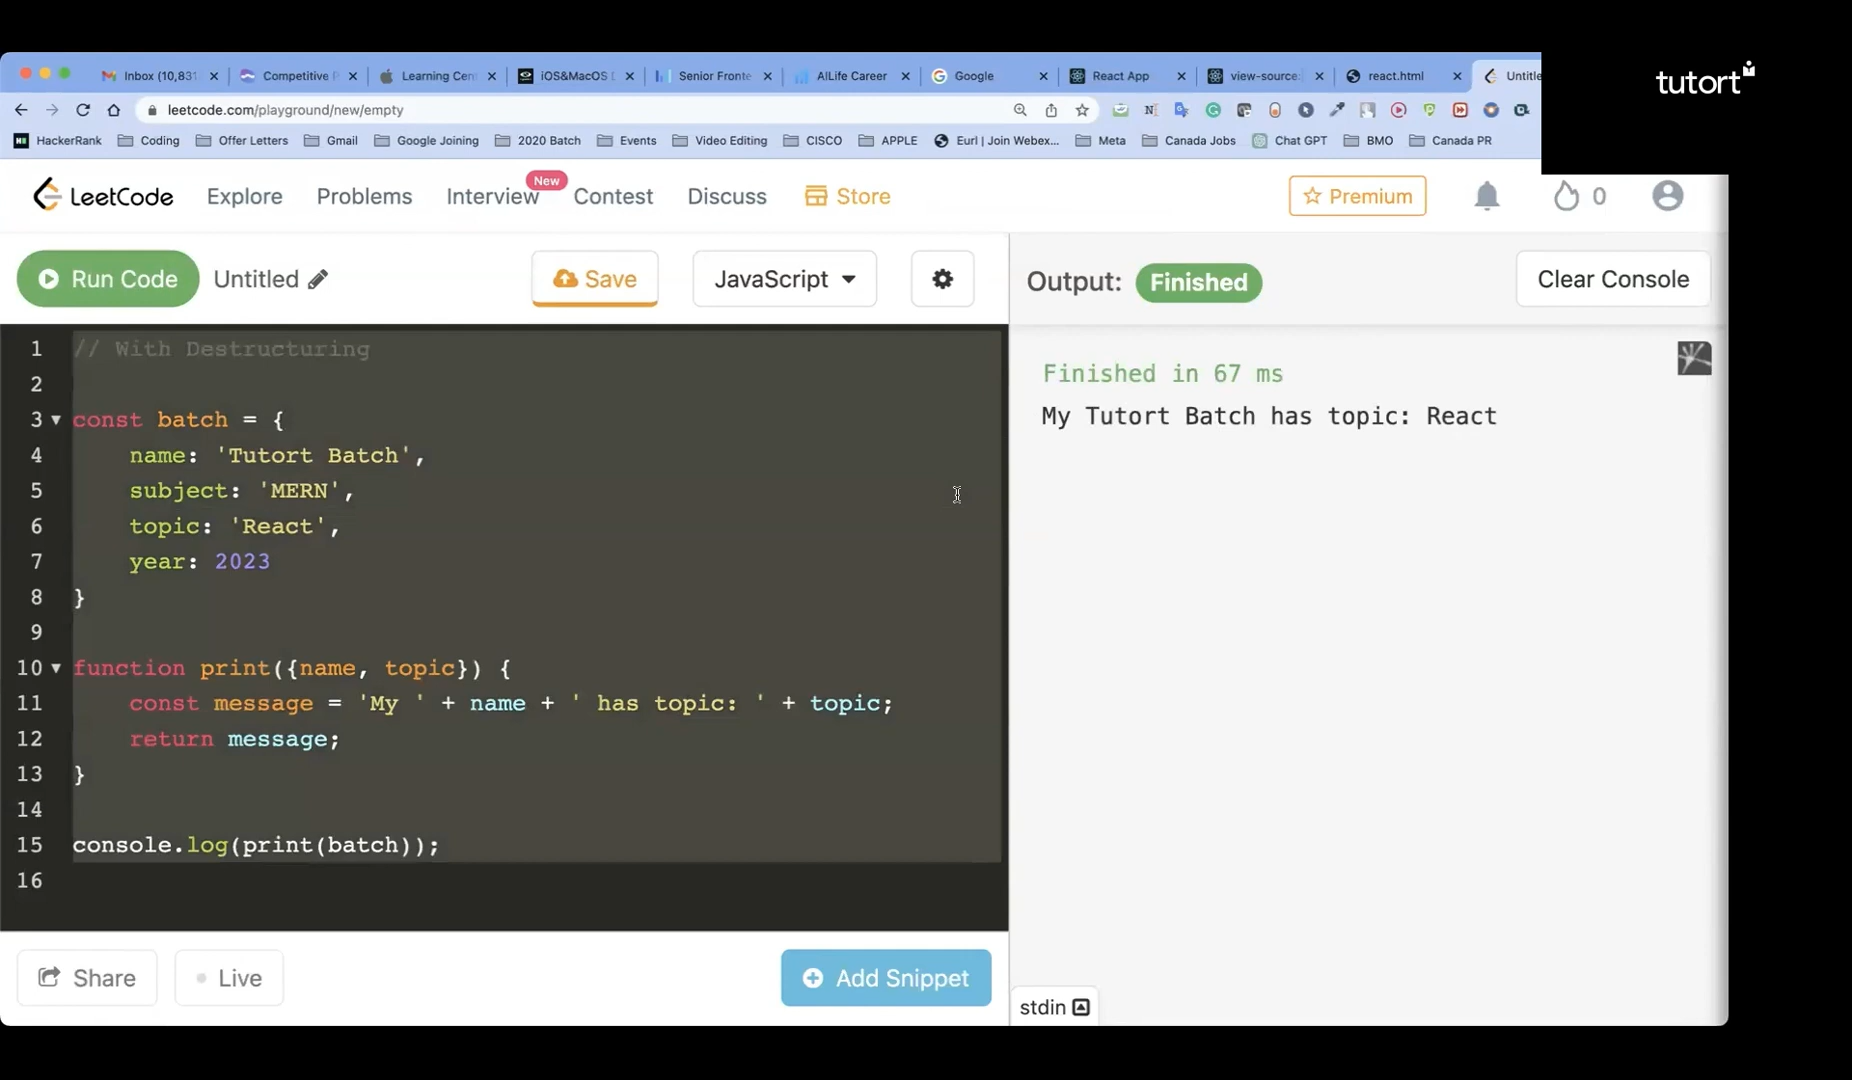 tutort
Inbox (10,831
Competitive P
Learning Cen
iOS&MacOS L
Senior Fronte
AILife Career
Google
React App
view-source:
react.html
Untitle
leetcode.com/playground/new/empty
HackerRank
Coding
Offer Letters
Gmail
Google Joining
2020 Batch
Events
Video Editing
CISCO
APPLE
Eurl | Join Webex...
Meta
Canada Jobs
Chat GPT
BMO
Canada PR
LeetCode
Explore
Problems
Interview
New
Contest
Discuss
Store
Premium
0
Run Code
Untitled
Save
JavaScript
Output:
Finished
Clear Console
1 // With Destructuring
2
3 const batch = {
4 name: 'Tutort Batch',
5 subject: 'MERN',
6 topic: 'React',
7 year: 2023
8 }
9
10 function print({name, topic}) {
11 const message = 'My ' + name + ' has topic: ' + topic;
12 return message;
13 }
14
15 console.log(print(batch));
16
Finished in 67 ms
My Tutort Batch has topic: React
Share
Live
Add Snippet
stdin